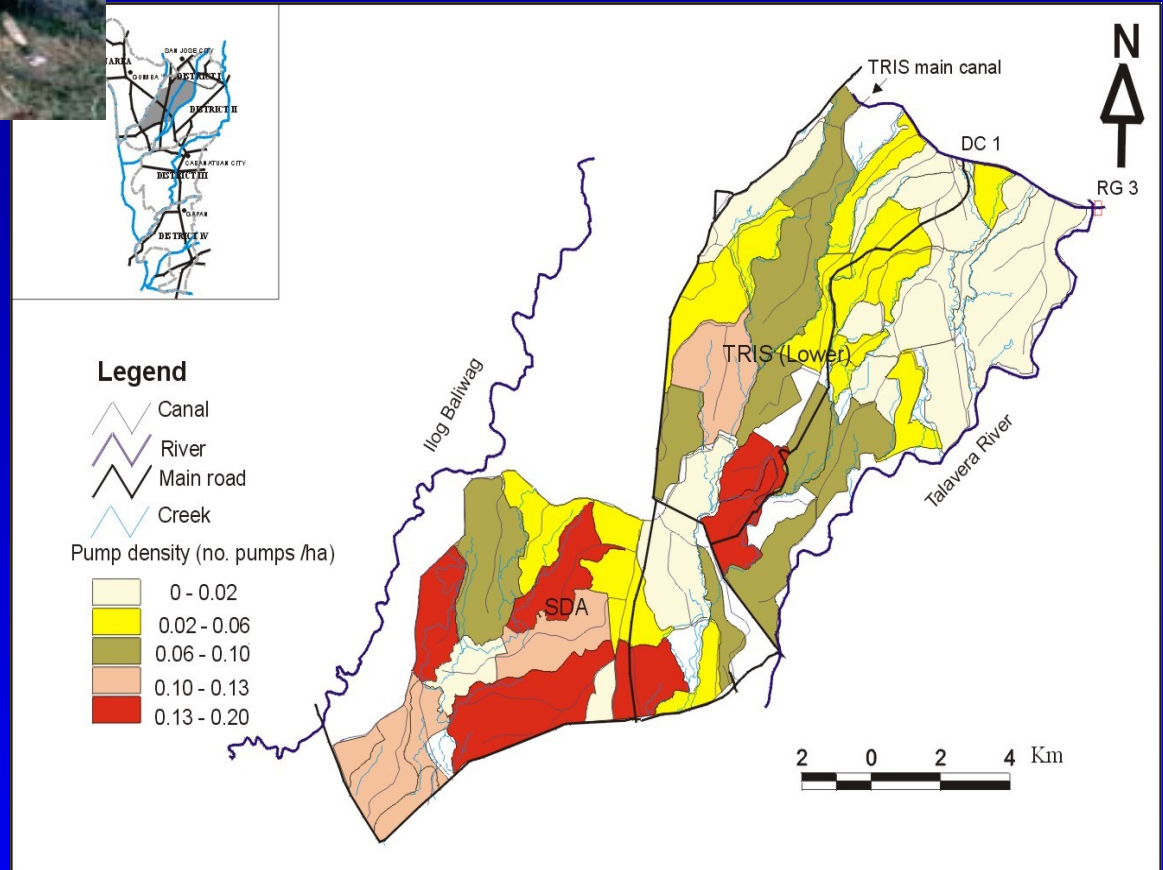 SAN JOSE CITY
GUIMBA
DISTRICT I
DISTRICT II
CABANATUAN CITY
DISTRICT III
GAPAN
DISTRICT IV
N
TRIS main canal
DC 1
RG 3
TRIS (Lower)
Ilog Baliwag
Talavera River
SDA
Legend
Canal
River
Main road
Creek
Pump density (no. pumps /ha)
0 - 0.02
0.02 - 0.06
0.06 - 0.10
0.10 - 0.13
0.13 - 0.20
2 0 2 4 Km